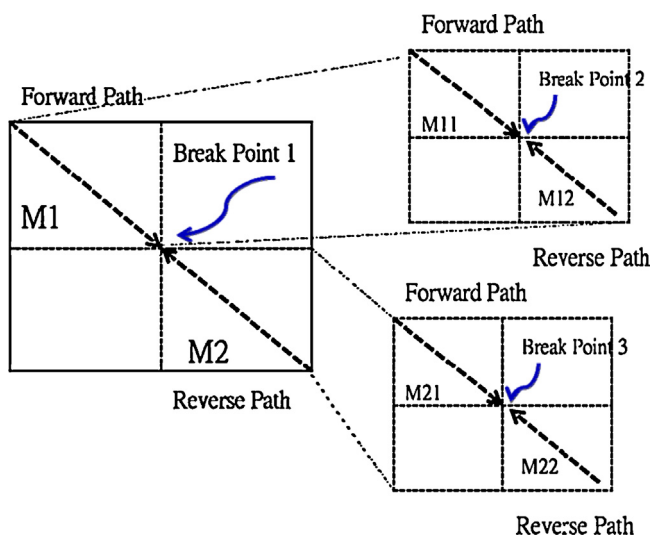 Forward Path
Break Point 1
M1
M2
Reverse Path
Forward Path
Break Point 2
M11
M12
Reverse Path
Forward Path
Break Point 3
M21
M22
Reverse Path